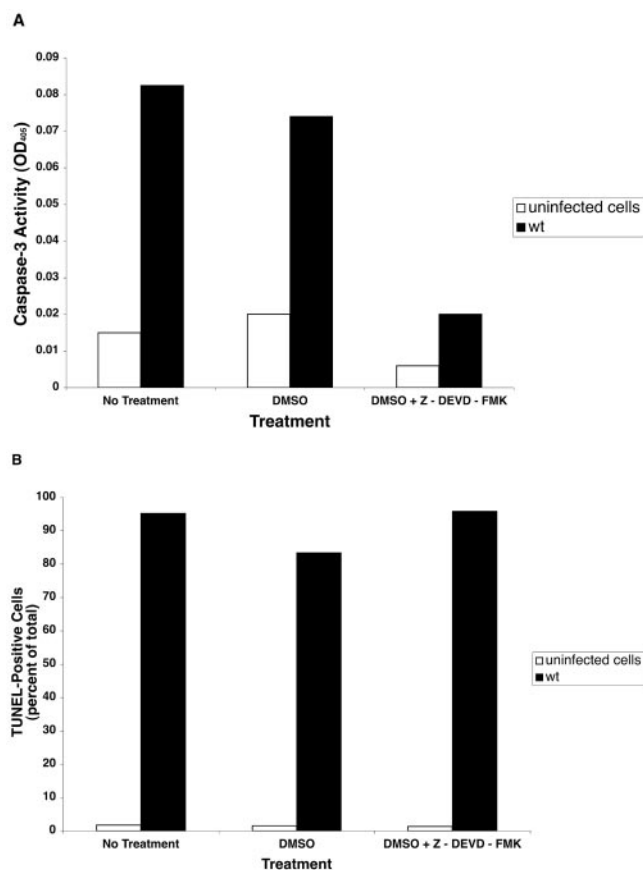 A
Caspase-3 Activity (OD405)
0.09
0.08
0.07
0.06
0.05
0.04
0.03
0.02
0.01
0
No Treatment
DMSO
DMSO + Z - DEVD - FMK
Treatment
uninfected cells
wt
B
TUNEL-Positive Cells
(percent of total)
100
90
80
70
60
50
40
30
20
10
0
No Treatment
DMSO
DMSO + Z - DEVD - FMK
Treatment
uninfected cells
wt